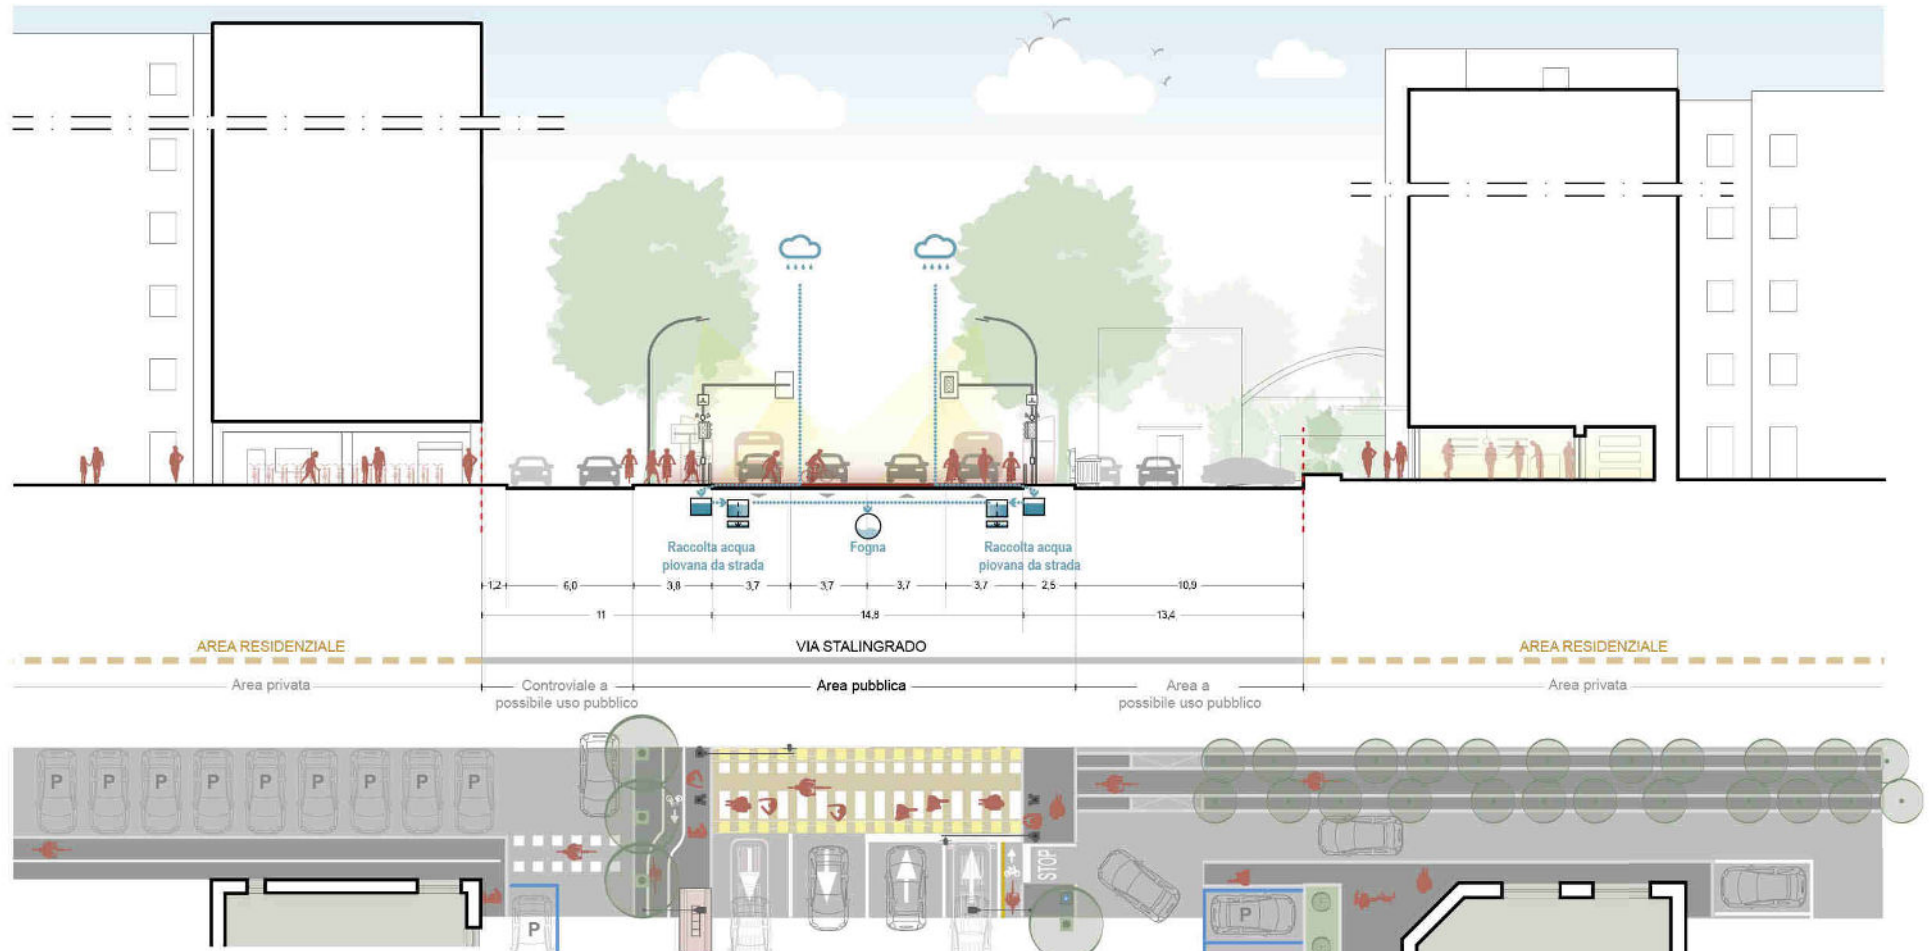 Raccolta acqua
piovana da strada
Fogna
Raccolta acqua
piovana da strada
1,2 6,0 3,8 3,7 3,7 3,7 3,7 2,5 10,9
11 14,8 13,4
AREA RESIDENZIALE VIA STALINGRADO AREA RESIDENZIALE
Area privata
Controviale a
possibile uso pubblico
Area pubblica
Area a
possibile uso pubblico
Area privata
P P P P P P P P P
STOP
P
P